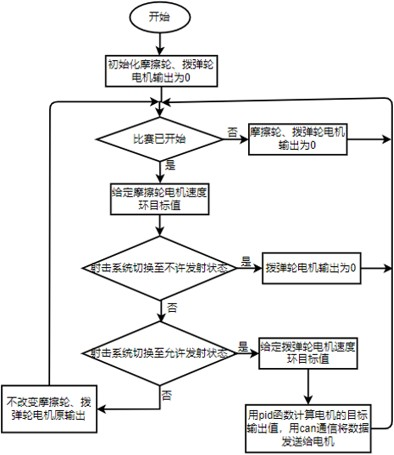 开始
初始化摩擦轮、拨弹轮
电机输出为0
比赛已开始
否
摩擦轮、拨弹轮电机
输出为0
是
给定摩擦轮电机速度
环目标值
射击系统切换至不许发射状态
是
拨弹轮电机输出为0
否
射击系统切换至允许发射状态
是
给定拨弹轮电机速度
环目标值
否
不改变摩擦轮、拨
弹轮电机原输出
用pid函数计算电机的目标
输出值，用can通信将数据
发送给电机